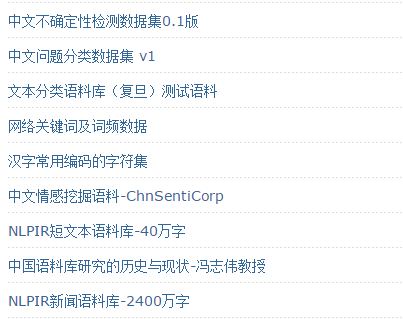 中文不确定性检测数据集0.1版
中文问题分类数据集 v1
文本分类语料库（复旦）测试语料
网络关键词及词频数据
汉字常用编码的字符集
中文情感挖掘语料-ChnSentiCorp
NLPIR短文本语料库-40万字
中国语料库研究的历史与现状-冯志伟教授
NLPIR新闻语料库-2400万字